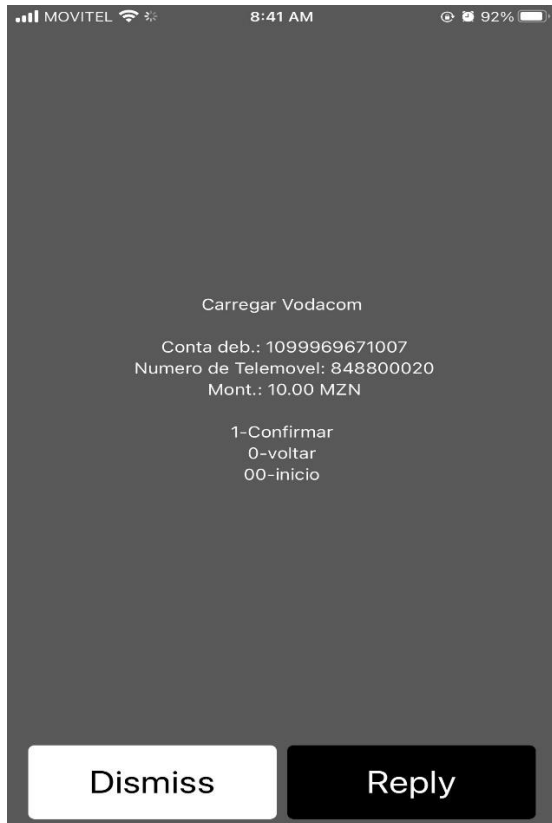 MOVITEL
8:41 AM
92%
Carregar Vodacom
Conta deb.: 1099969671007
Numero de Telemovel: 848800020
Mont.: 10.00 MZN
1-Confirmar
0-voltar
00-inicio
Dismiss
Reply